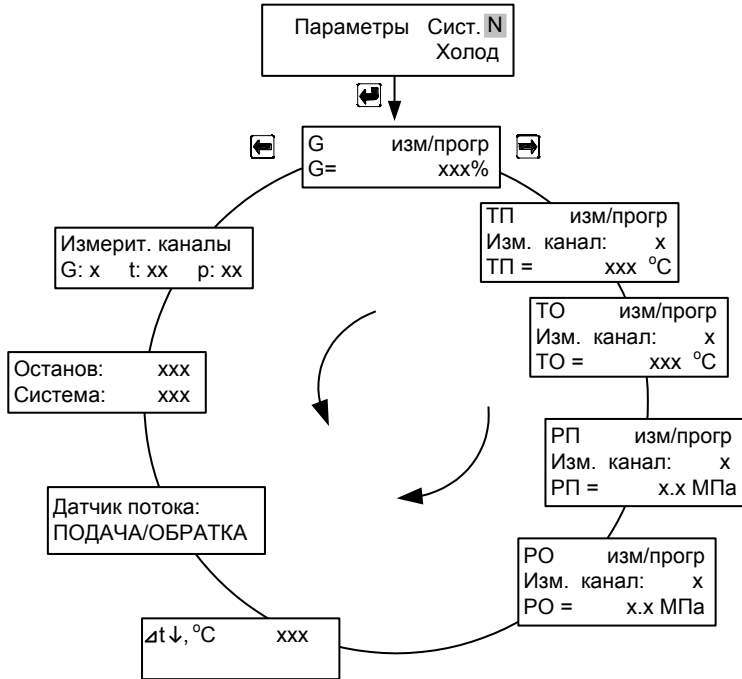 Параметры Сист. N
Холод
G изм/прогр
G= xxx%
ТП изм/прогр
Изм. канал: x
ТП = xxx °C
ТО изм/прогр
Изм. канал: x
ТО = xxx °C
РП изм/прогр
Изм. канал: x
РП = x.x МПа
РО изм/прогр
Изм. канал: x
РО = x.x МПа
⊿t↓, °C xxx
Датчик потока:
ПОДАЧА/ОБРАТКА
Останов: xxx
Система: xxx
Измерит. каналы
G: x t: xx p: xx